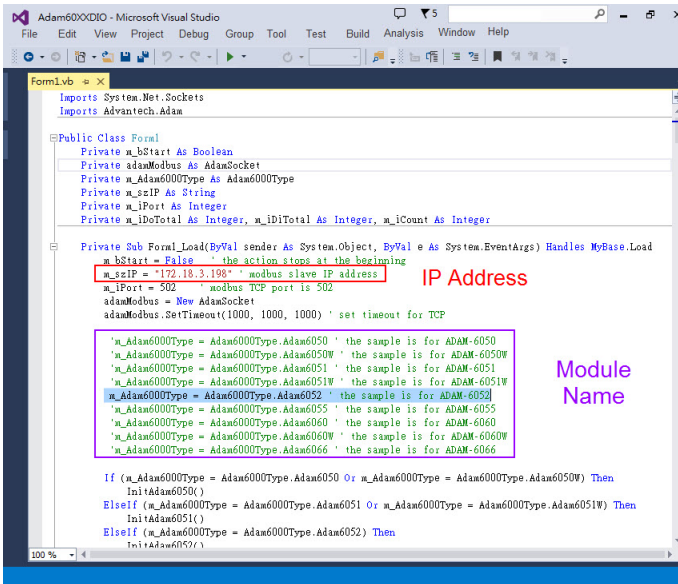 Adam60XXDIO - Microsoft Visual Studio
5
File Edit View Project Debug Group Tool Test Build Analysis Window Help
Form1.vb
Imports System.Net.Sockets
Imports Advantech.Adam
Public Class Form1
Private m_bStart As Boolean
Private adamModbus As AdamSocket
Private m_Adam6000Type As Adam6000Type
Private m_szIP As String
Private m_iPort As Integer
Private m_iDoTotal As Integer, m_iDiTotal As Integer, m_iCount As Integer
Private Sub Form1_Load(ByVal sender As System.Object, ByVal e As System.EventArgs) Handles MyBase.Load
m_bStart = False ' the action stops at the beginning
m_szIP = "172.18.3.198" ' modbus slave IP address
IP Address
m_iPort = 502 ' modbus TCP port is 502
adamModbus = New AdamSocket
adamModbus.SetTimeout(1000, 1000, 1000) ' set timeout for TCP
'm_Adam6000Type = Adam6000Type.Adam6050 ' the sample is for ADAM-6050
'm_Adam6000Type = Adam6000Type.Adam6050W ' the sample is for ADAM-6050W
'm_Adam6000Type = Adam6000Type.Adam6051 ' the sample is for ADAM-6051
'm_Adam6000Type = Adam6000Type.Adam6051W ' the sample is for ADAM-6051W
m_Adam6000Type = Adam6000Type.Adam6052 ' the sample is for ADAM-6052
'm_Adam6000Type = Adam6000Type.Adam6055 ' the sample is for ADAM-6055
'm_Adam6000Type = Adam6000Type.Adam6060 ' the sample is for ADAM-6060
'm_Adam6000Type = Adam6000Type.Adam6060W ' the sample is for ADAM-6060W
'm_Adam6000Type = Adam6000Type.Adam6066 ' the sample is for ADAM-6066
Module
Name
If (m_Adam6000Type = Adam6000Type.Adam6050 Or m_Adam6000Type = Adam6000Type.Adam6050W) Then
InitAdam6050()
ElseIf (m_Adam6000Type = Adam6000Type.Adam6051 Or m_Adam6000Type = Adam6000Type.Adam6051W) Then
InitAdam6051()
ElseIf (m_Adam6000Type = Adam6000Type.Adam6052) Then
InitAdam6052()
100 %